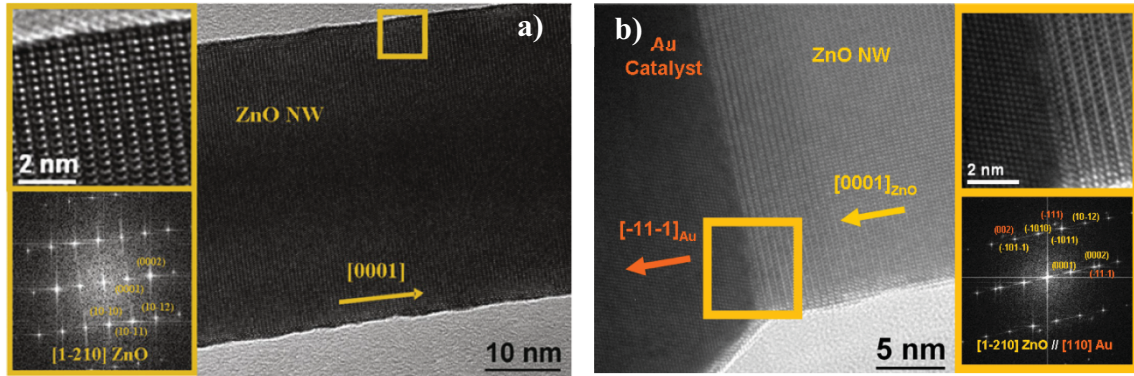 a)
ZnO NW
2 nm
[0001]
10 nm
(0002)
(0001)
(10-10)
(10-12)
(10-11)
[1-210] ZnO
b)
Au
Catalyst
ZnO NW
[0001]ZnO
[-11-1]Au
5 nm
2 nm
(-111)
(10-12)
(002)
(-1010)
(-101-1)
(-1011)
(0001)
(0002)
(-11-1)
[1-210] ZnO // [110] Au